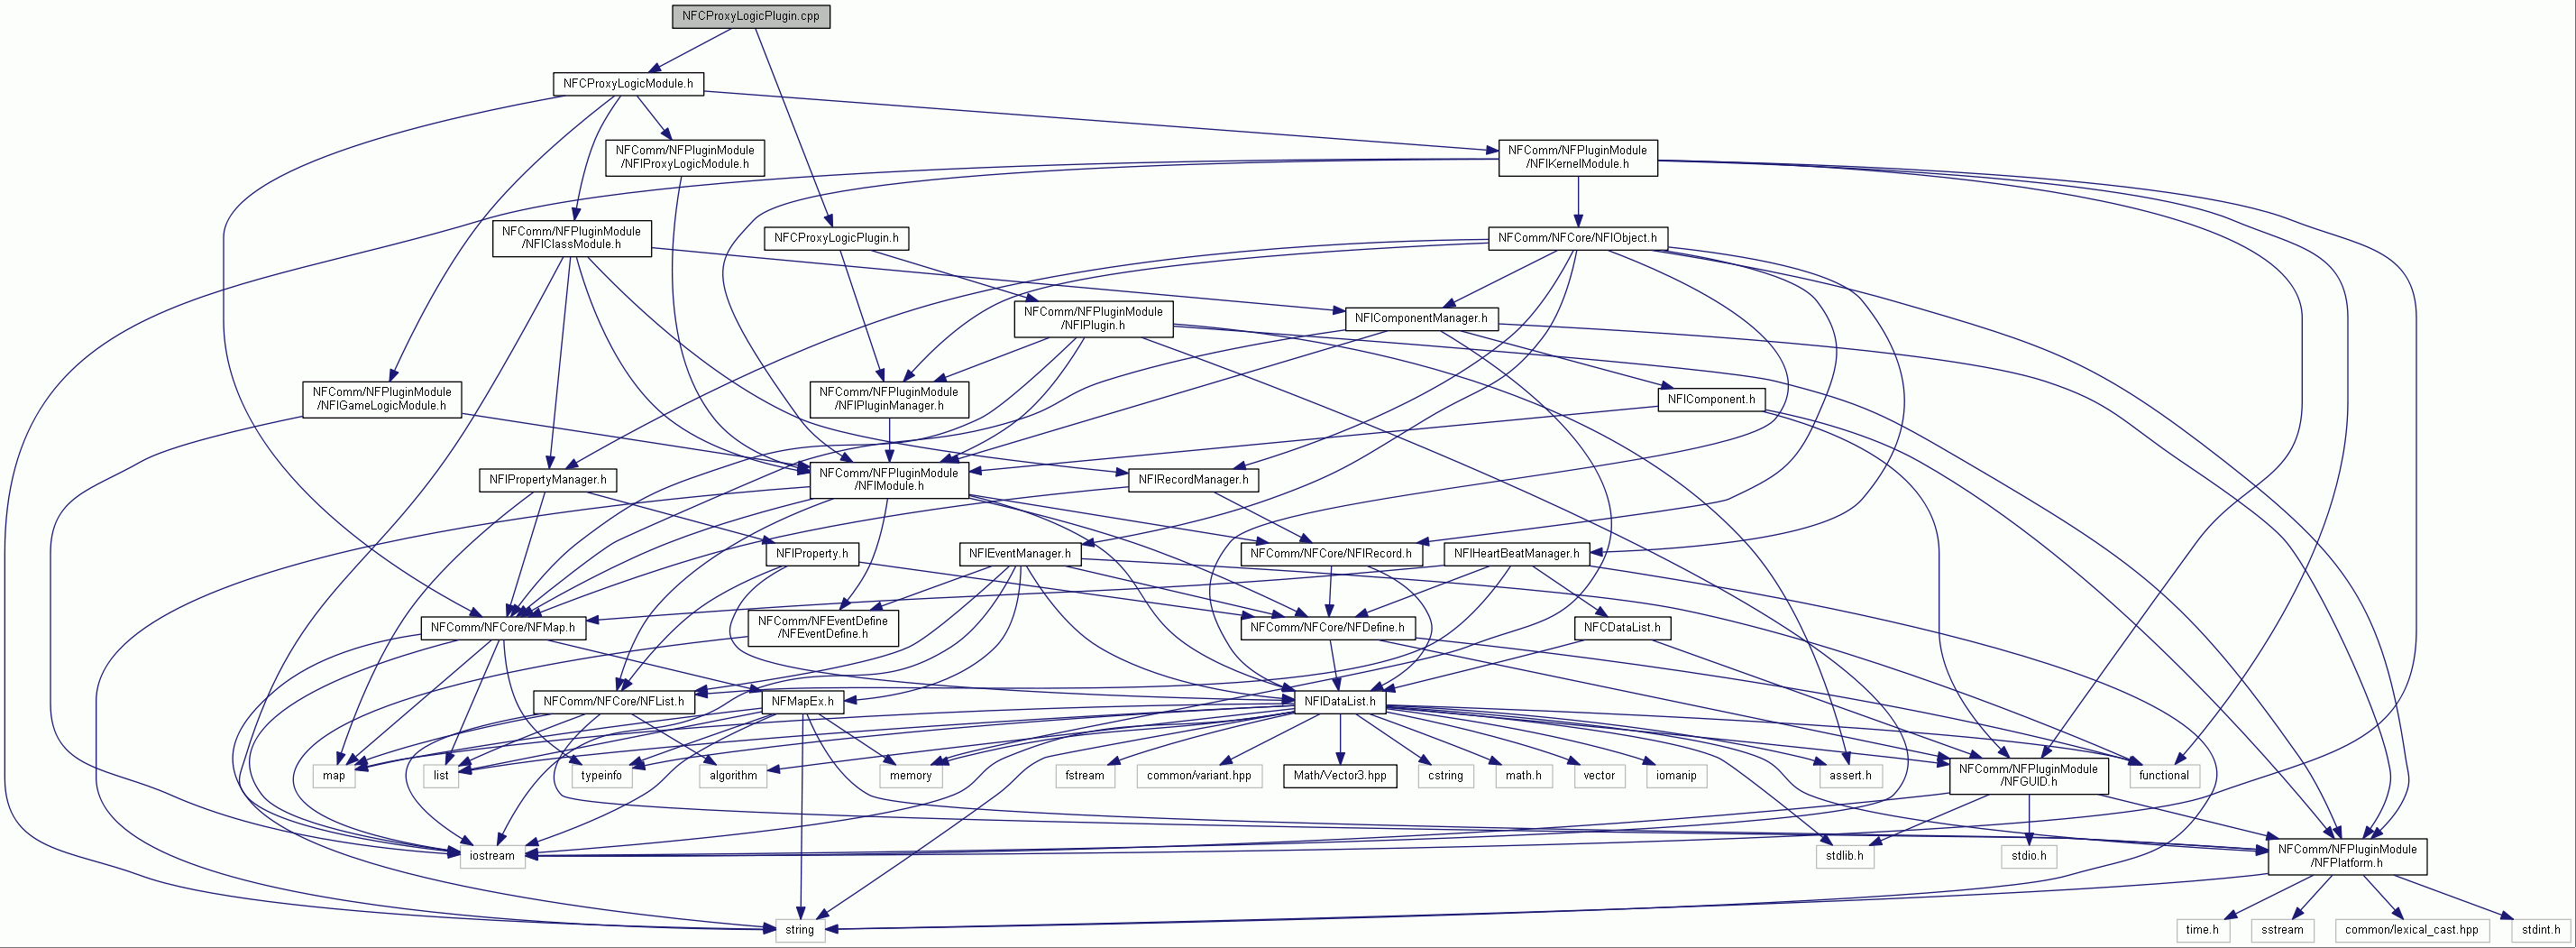 NFCProxyLogicPlugin.cpp
NFCProxyLogicModule.h
NFComm/NFPluginModule
/NFIProxyLogicModule.h
NFComm/NFPluginModule
/NFIKernelModule.h
NFComm/NFPluginModule
/NFIClassModule.h
NFCProxyLogicPlugin.h
NFComm/NFCore/NFIObject.h
NFComm/NFPluginModule
/NFIPlugin.h
NFIComponentManager.h
NFComm/NFPluginModule
/NFIGameLogicModule.h
NFComm/NFPluginModule
/NFIPluginManager.h
NFIComponent.h
NFIPropertyManager.h
NFComm/NFPluginModule
/NFIModule.h
NFIRecordManager.h
NFIProperty.h
NFIEventManager.h
NFComm/NFCore/NFIRecord.h
NFIHeartBeatManager.h
NFComm/NFCore/NFMap.h
NFComm/NFEventDefine
/NFEventDefine.h
NFComm/NFCore/NFDefine.h
NFCDataList.h
NFComm/NFCore/NFList.h
NFMapEx.h
NFIDataList.h
map
list
typeinfo
algorithm
memory
fstream
common/variant.hpp
Math/Vector3.hpp
cstring
math.h
vector
iomanip
assert.h
NFComm/NFPluginModule
/NFGUID.h
functional
iostream
stdlib.h
stdio.h
NFComm/NFPluginModule
/NFPlatform.h
string
time.h
sstream
common/lexical_cast.hpp
stdint.h